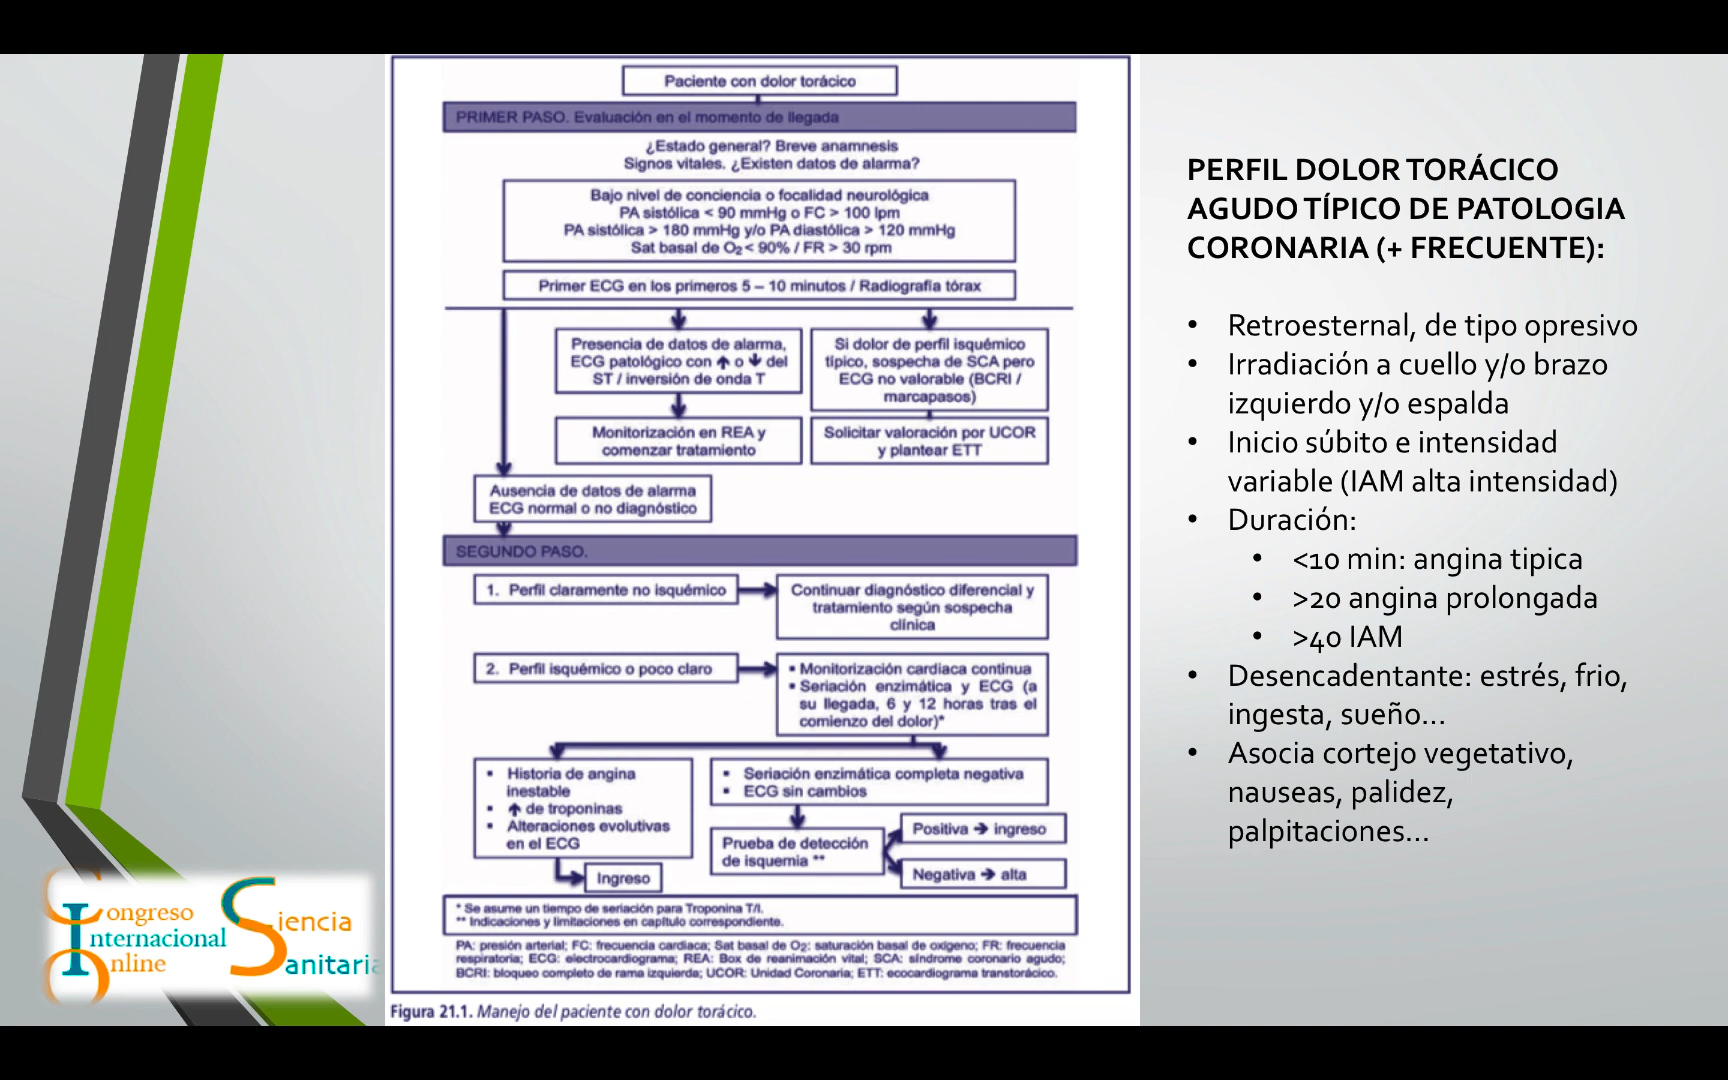 Paciente con dolor torácico
PRIMER PASO. Evaluación en el momento de llegada
¿Estado general? Breve anamnesis
Signos vitales. ¿Existen datos de alarma?
Bajo nivel de conciencia o focalidad neurológica
PA sistólica < 90 mmHg o FC > 100 lpm
PA sistólica > 180 mmHg y/o PA diastólica > 120 mmHg
Sat basal de O₂ < 90% / FR > 30 rpm
Primer ECG en los primeros 5 – 10 minutos / Radiografía tórax
Presencia de datos de alarma,
ECG patológico con ↑ o ↓ del
ST / inversión de onda T
Monitorización en REA y
comenzar tratamiento
Si dolor de perfil isquémico
típico, sospecha de SCA pero
ECG no valorable (BCRI /
marcapasos)
Solicitar valoración por UCOR
y plantear ETT
Ausencia de datos de alarma
ECG normal o no diagnóstico
SEGUNDO PASO.
1. Perfil claramente no isquémico
Continuar diagnóstico diferencial y
tratamiento según sospecha
clínica
2. Perfil isquémico o poco claro
▪ Monitorización cardiaca continua
▪ Seriación enzimática y ECG (a
su llegada, 6 y 12 horas tras el
comienzo del dolor)*
▪ Historia de angina
inestable
▪ ↑ de troponinas
▪ Alteraciones evolutivas
en el ECG
Ingreso
▪ Seriación enzimática completa negativa
▪ ECG sin cambios
Prueba de detección
de isquemia **
Positiva → ingreso
Negativa → alta
* Se asume un tiempo de seriación para Troponina T/I.
** Indicaciones y limitaciones en capítulo correspondiente.
PA: presión arterial; FC: frecuencia cardiaca; Sat basal de O₂: saturación basal de oxígeno; FR: frecuencia
respiratoria; ECG: electrocardiograma; REA: Box de reanimación vital; SCA: síndrome coronario agudo;
BCRI: bloqueo completo de rama izquierda; UCOR: Unidad Coronaria; ETT: ecocardiograma transtorácico.
Figura 21.1. Manejo del paciente con dolor torácico.
PERFIL DOLOR TORÁCICO
AGUDO TÍPICO DE PATOLOGIA
CORONARIA (+ FRECUENTE):
• Retroesternal, de tipo opresivo
• Irradiación a cuello y/o brazo
izquierdo y/o espalda
• Inicio súbito e intensidad
variable (IAM alta intensidad)
• Duración:
• <10 min: angina tipica
• >20 angina prolongada
• >40 IAM
• Desencadentante: estrés, frio,
ingesta, sueño...
• Asocia cortejo vegetativo,
nauseas, palidez,
palpitaciones...
Congreso
Internacional
Online
Siencia
Sanitaria